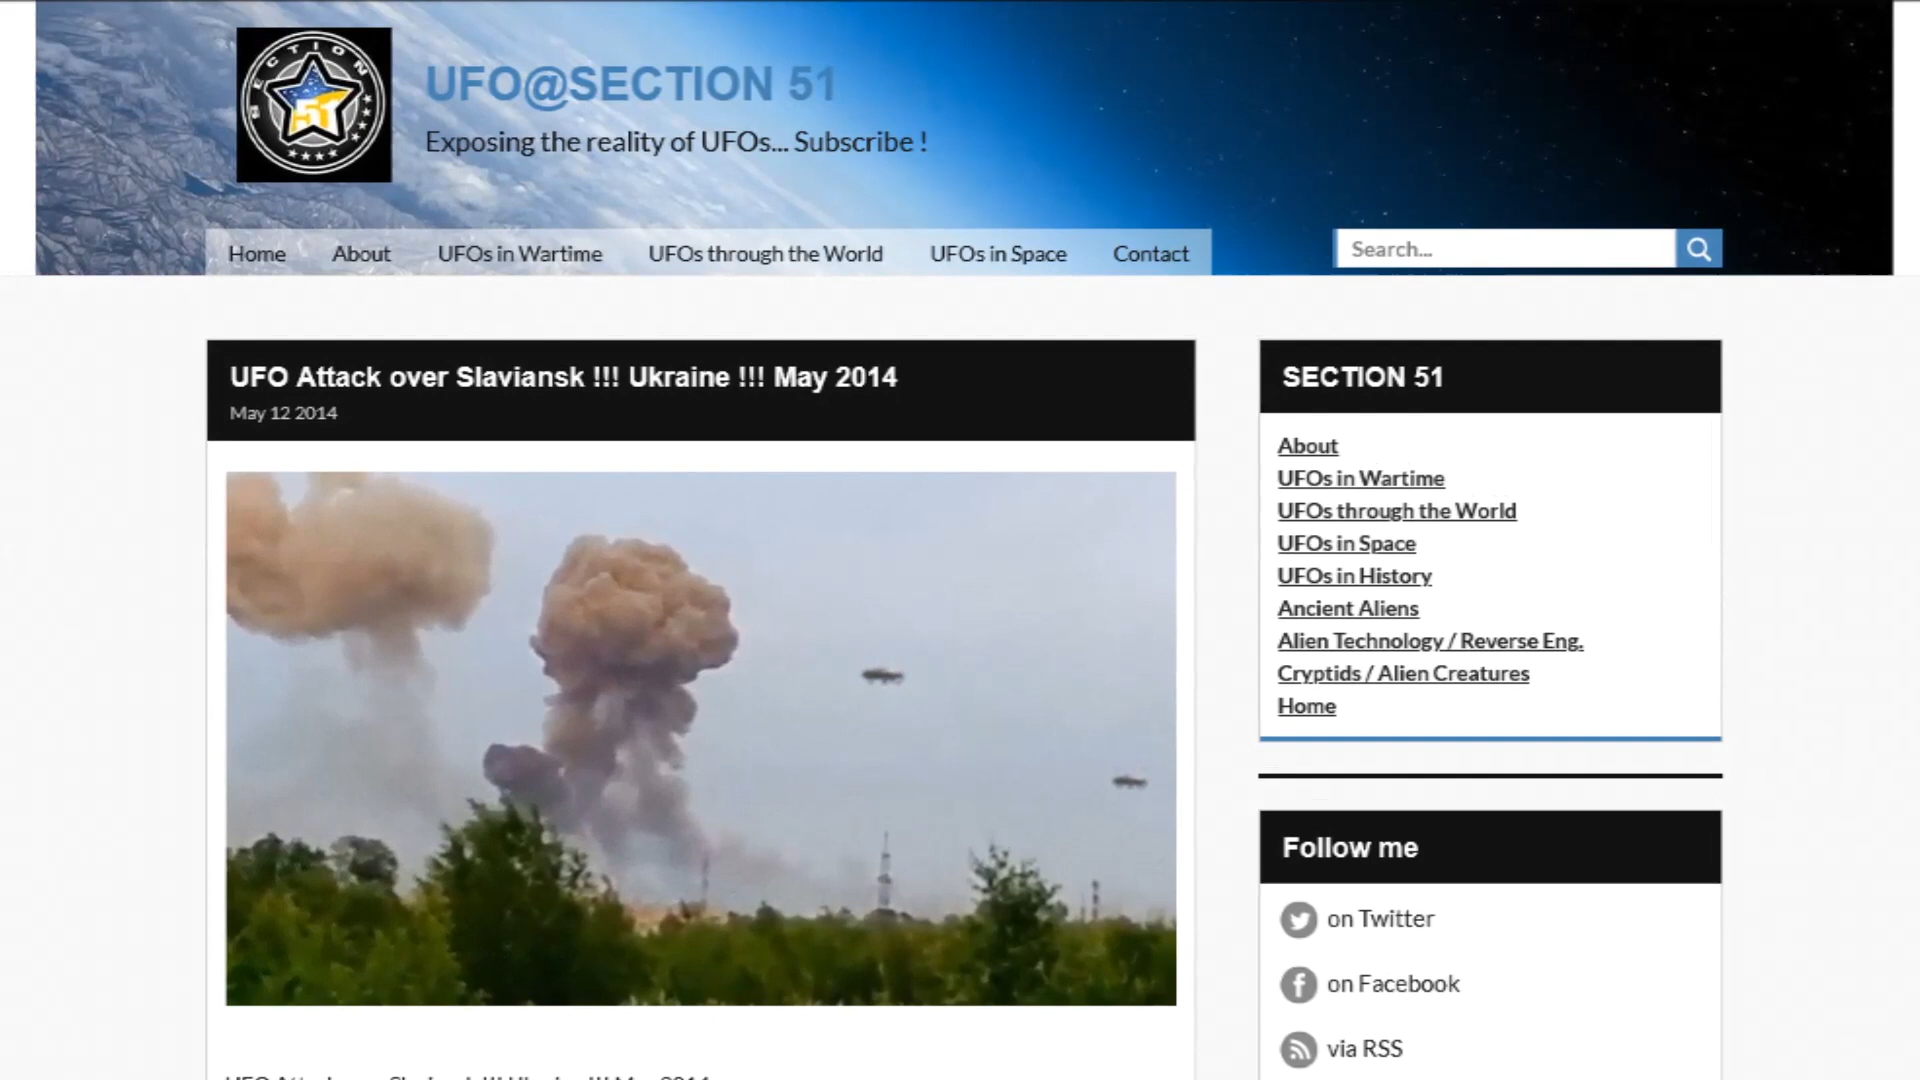 SECTION
51
UFO@SECTION 51
Exposing the reality of UFOs... Subscribe !
Home About UFOs in Wartime UFOs through the World UFOs in Space Contact
Search...
UFO Attack over Slaviansk !!! Ukraine !!! May 2014
May 12 2014
SECTION 51
About
UFOs in Wartime
UFOs through the World
UFOs in Space
UFOs in History
Ancient Aliens
Alien Technology / Reverse Eng.
Cryptids / Alien Creatures
Home
Follow me
on Twitter
on Facebook
via RSS